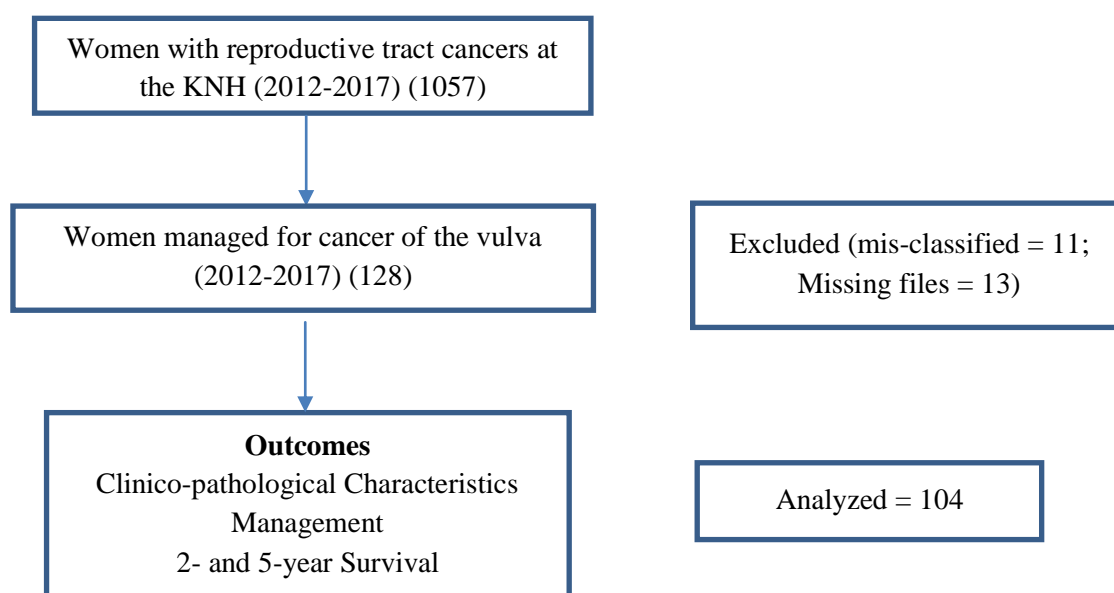 Women with reproductive tract cancers at
the KNH (2012-2017) (1057)
Women managed for cancer of the vulva
(2012-2017) (128)
Excluded (mis-classified = 11;
Missing files = 13)
Outcomes
Clinico-pathological Characteristics
Management
2- and 5-year Survival
Analyzed = 104